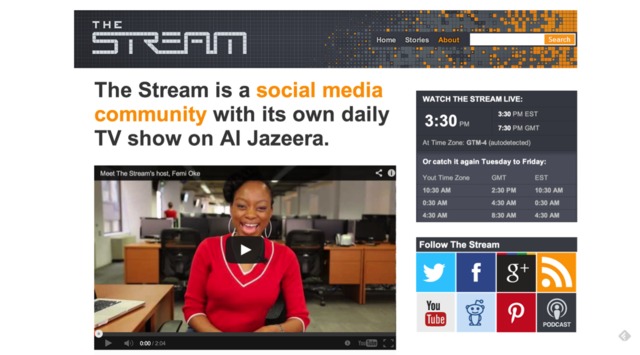 THE
STREAM
Home Stories About
Search
The Stream is a social media
community with its own daily
TV show on Al Jazeera.
Meet The Stream's host, Femi Oke
0:00 / 2:04
YouTube
WATCH THE STREAM LIVE:
3:30 PM
3:30 PM EST
7:30 PM GMT
At Time Zone: GTM-4 (autodetected)
Or catch it again Tuesday to Friday:
Yout Time Zone GMT EST
10:30 AM 2:30 PM 10:30 AM
0:30 AM 4:30 AM 0:30 AM
4:30 AM 8:30 AM 4:30 AM
Follow The Stream
f
g+
You
Tube
PODCAST